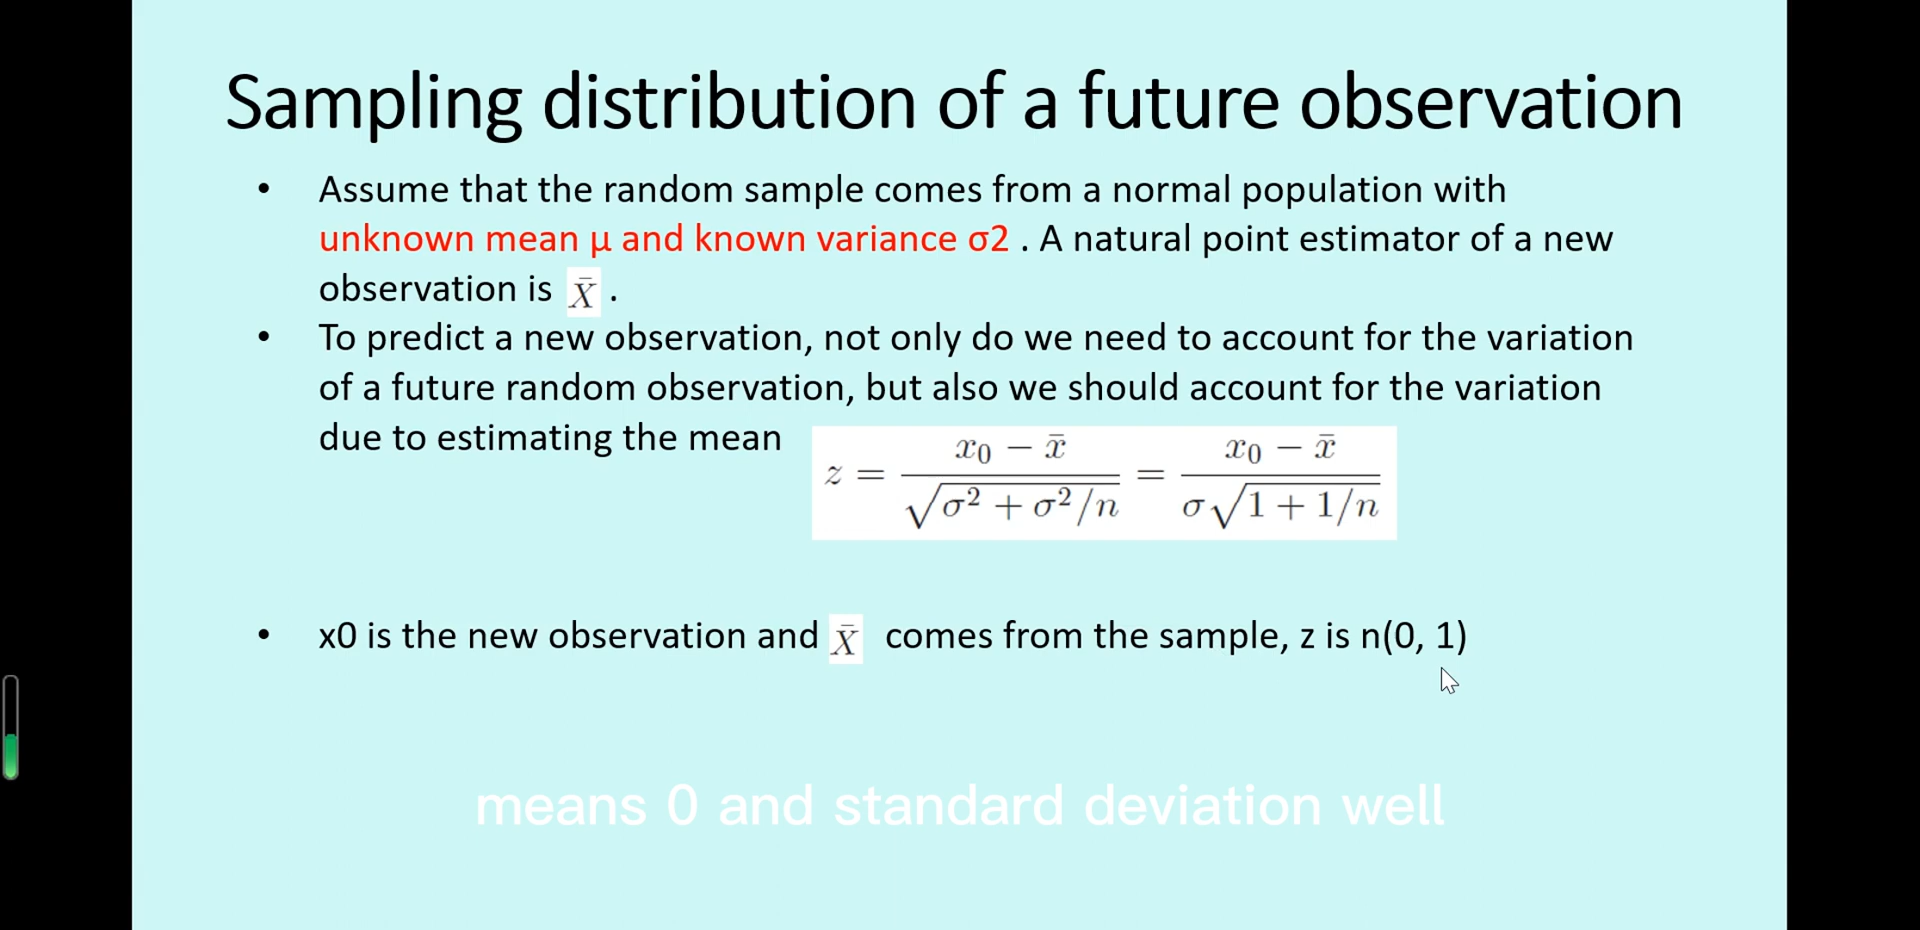 Sampling distribution of a future observation
• Assume that the random sample comes from a normal population with
unknown mean μ and known variance σ2 . A natural point estimator of a new
observation is X̄ .
• To predict a new observation, not only do we need to account for the variation
of a future random observation, but also we should account for the variation
due to estimating the mean
z = (x₀ − x̄) / √(σ² + σ²/n) = (x₀ − x̄) / (σ√(1 + 1/n))
• x0 is the new observation and X̄ comes from the sample, z is n(0, 1)
means 0 and standard deviation well